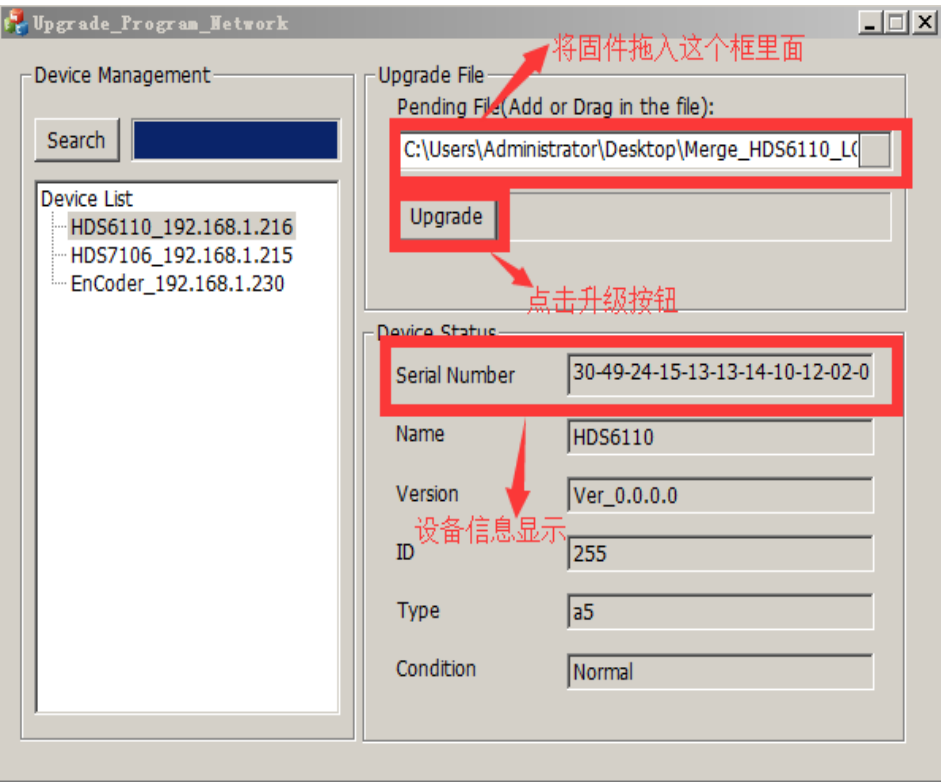 Upgrade_Program_Network
将固件拖入这个框里面
Device Management
Search
Device List
HDS6110_192.168.1.216
HDS7106_192.168.1.215
EnCoder_192.168.1.230
Upgrade File
Pending File(Add or Drag in the file):
C:\Users\Administrator\Desktop\Merge_HDS6110_L(
Upgrade
点击升级按钮
Device Status
Serial Number 30-49-24-15-13-13-14-10-12-02-0
Name HDS6110
Version Ver_0.0.0.0
设备信息显示
ID 255
Type a5
Condition Normal